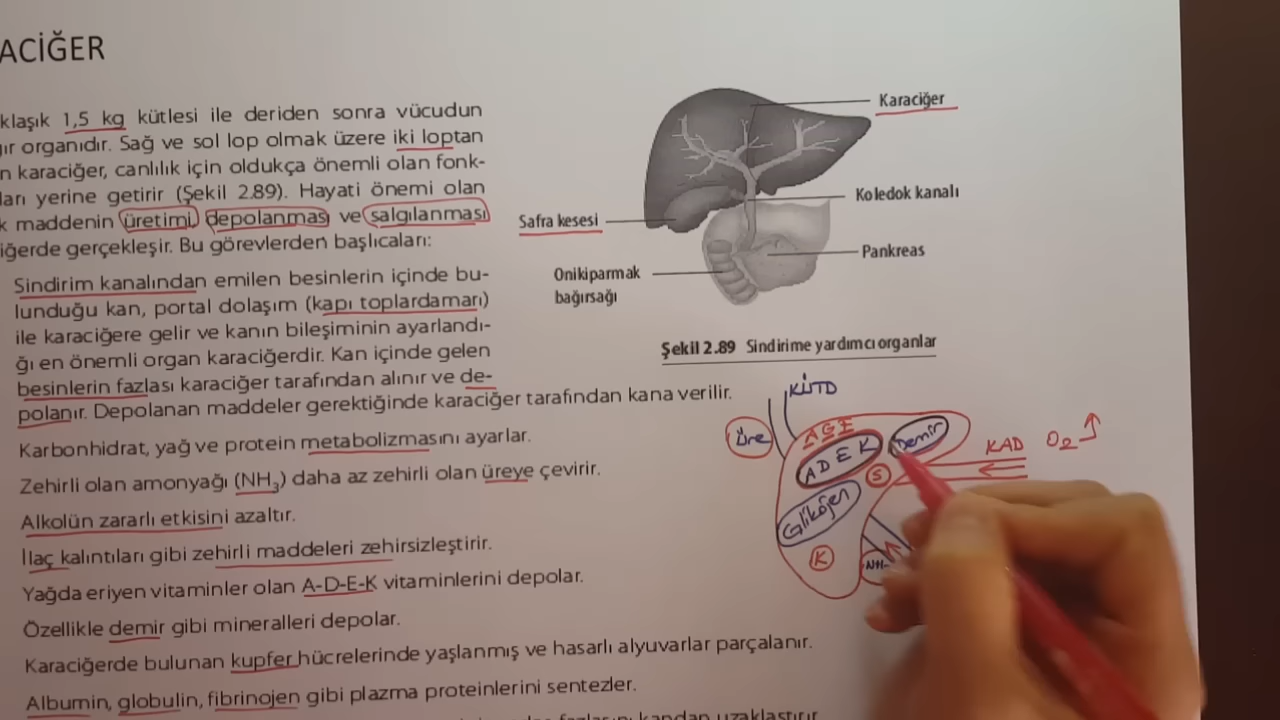 ACİĞER
klaşık 1,5 kg kütlesi ile deriden sonra vücudun
ır organıdır. Sağ ve sol lop olmak üzere iki loptan
n karaciğer, canlılık için oldukça önemli olan fonk-
ları yerine getirir (Şekil 2.89). Hayati önemi olan
k maddenin üretimi, depolanması ve salgılanması
iğerde gerçekleşir. Bu görevlerden başlıcaları:
Sindirim kanalından emilen besinlerin içinde bu-
lunduğu kan, portal dolaşım (kapı toplardamarı)
ile karaciğere gelir ve kanın bileşiminin ayarlandı-
ğı en önemli organ karaciğerdir. Kan içinde gelen
besinlerin fazlası karaciğer tarafından alınır ve de-
polanır. Depolanan maddeler gerektiğinde karaciğer tarafından kana verilir.
Karbonhidrat, yağ ve protein metabolizmasını ayarlar.
Zehirli olan amonyağı (NH3) daha az zehirli olan üreye çevirir.
Alkolün zararlı etkisini azaltır.
İlaç kalıntıları gibi zehirli maddeleri zehirsizleştirir.
Yağda eriyen vitaminler olan A-D-E-K vitaminlerini depolar.
Özellikle demir gibi mineralleri depolar.
Karaciğerde bulunan kupfer hücrelerinde yaşlanmış ve hasarlı alyuvarlar parçalanır.
Albumin, globulin, fibrinojen gibi plazma proteinlerini sentezler.
fazlasını kandan uzaklaştırır
Karaciğer
Koledok kanalı
Safra kesesi
Pankreas
Onikiparmak
bağırsağı
Şekil 2.89 Sindirime yardımcı organlar
KÜTD
Üre
AGE
ADEK
Demir
KAD O2
S
Glikojen
K
NH